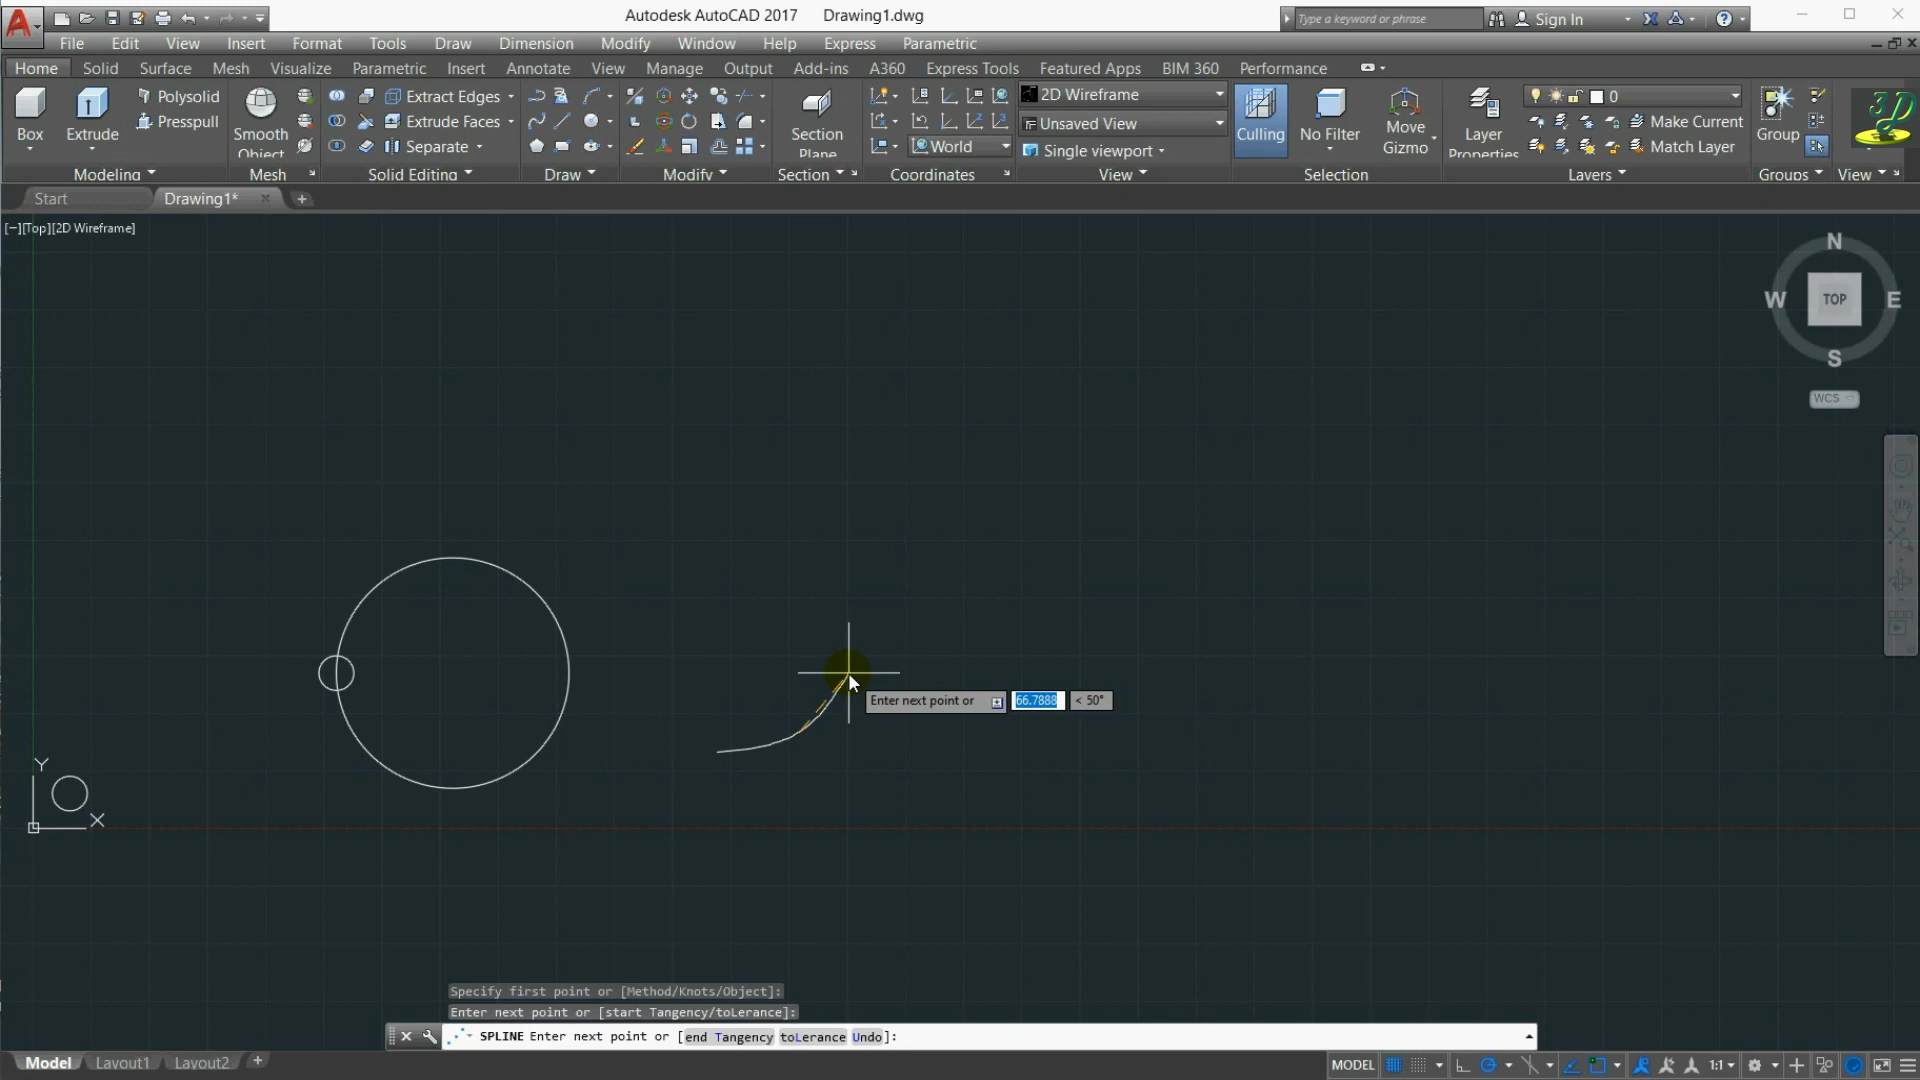 Autodesk AutoCAD 2017 Drawing1.dwg
Type a keyword or phrase
Sign In
File Edit View Insert Format Tools Draw Dimension Modify Window Help Express Parametric
Home Solid Surface Mesh Visualize Parametric Insert Annotate View Manage Output Add-ins A360 Express Tools Featured Apps BIM 360 Performance
Box
Extrude
Polysolid
Presspull
Smooth
Object
Extract Edges
Extrude Faces
Separate
Section
Plane
World
2D Wireframe
Unsaved View
Single viewport
Culling
No Filter
Move
Gizmo
Layer
Properties
0
Make Current
Match Layer
Group
3D
Modeling Mesh Solid Editing Draw Modify Section Coordinates View Selection Layers Groups View
Start Drawing1*
[−][Top][2D Wireframe]
N
W TOP E
S
WCS
Enter next point or 66.7888 < 50°
Y
X
Specify first point or [Method/Knots/Object]:
Enter next point or [start Tangency/toLerance]:
SPLINE Enter next point or [end Tangency toLerance Undo]:
Model Layout1 Layout2 +
MODEL 1:1